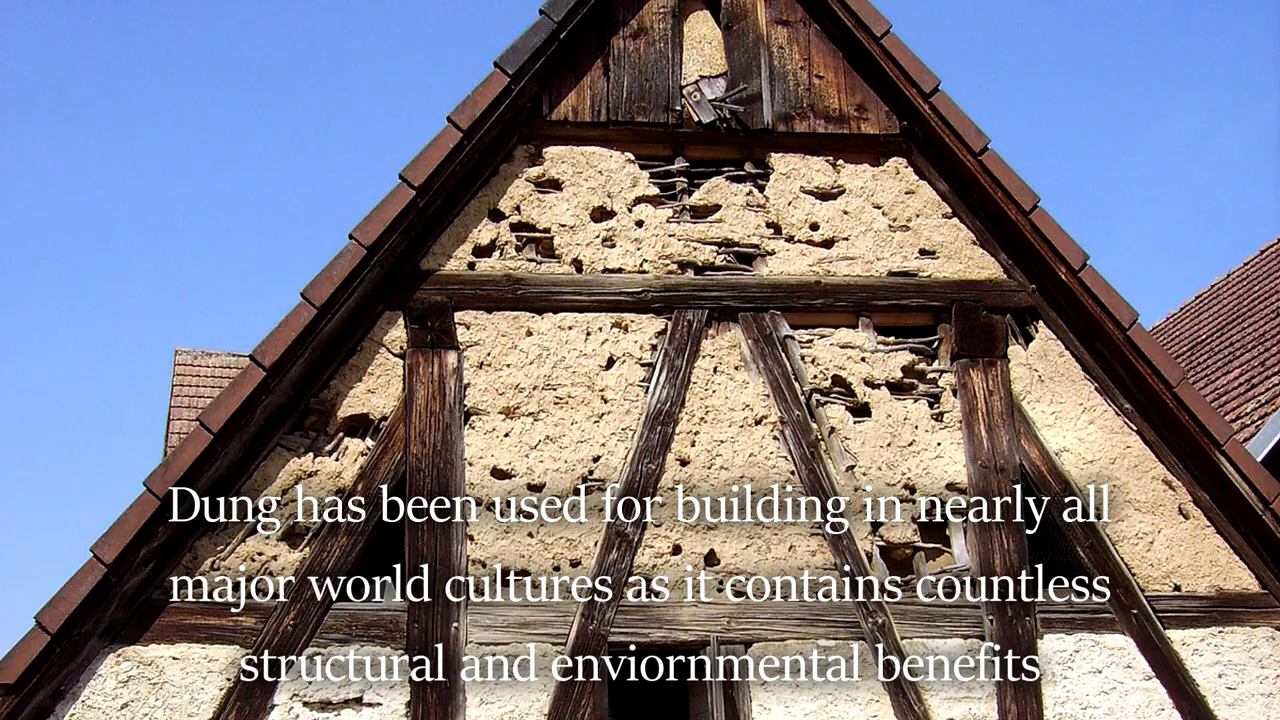 Dung has been used for building in nearly all
major world cultures as it contains countless
structural and enviornmental benefits